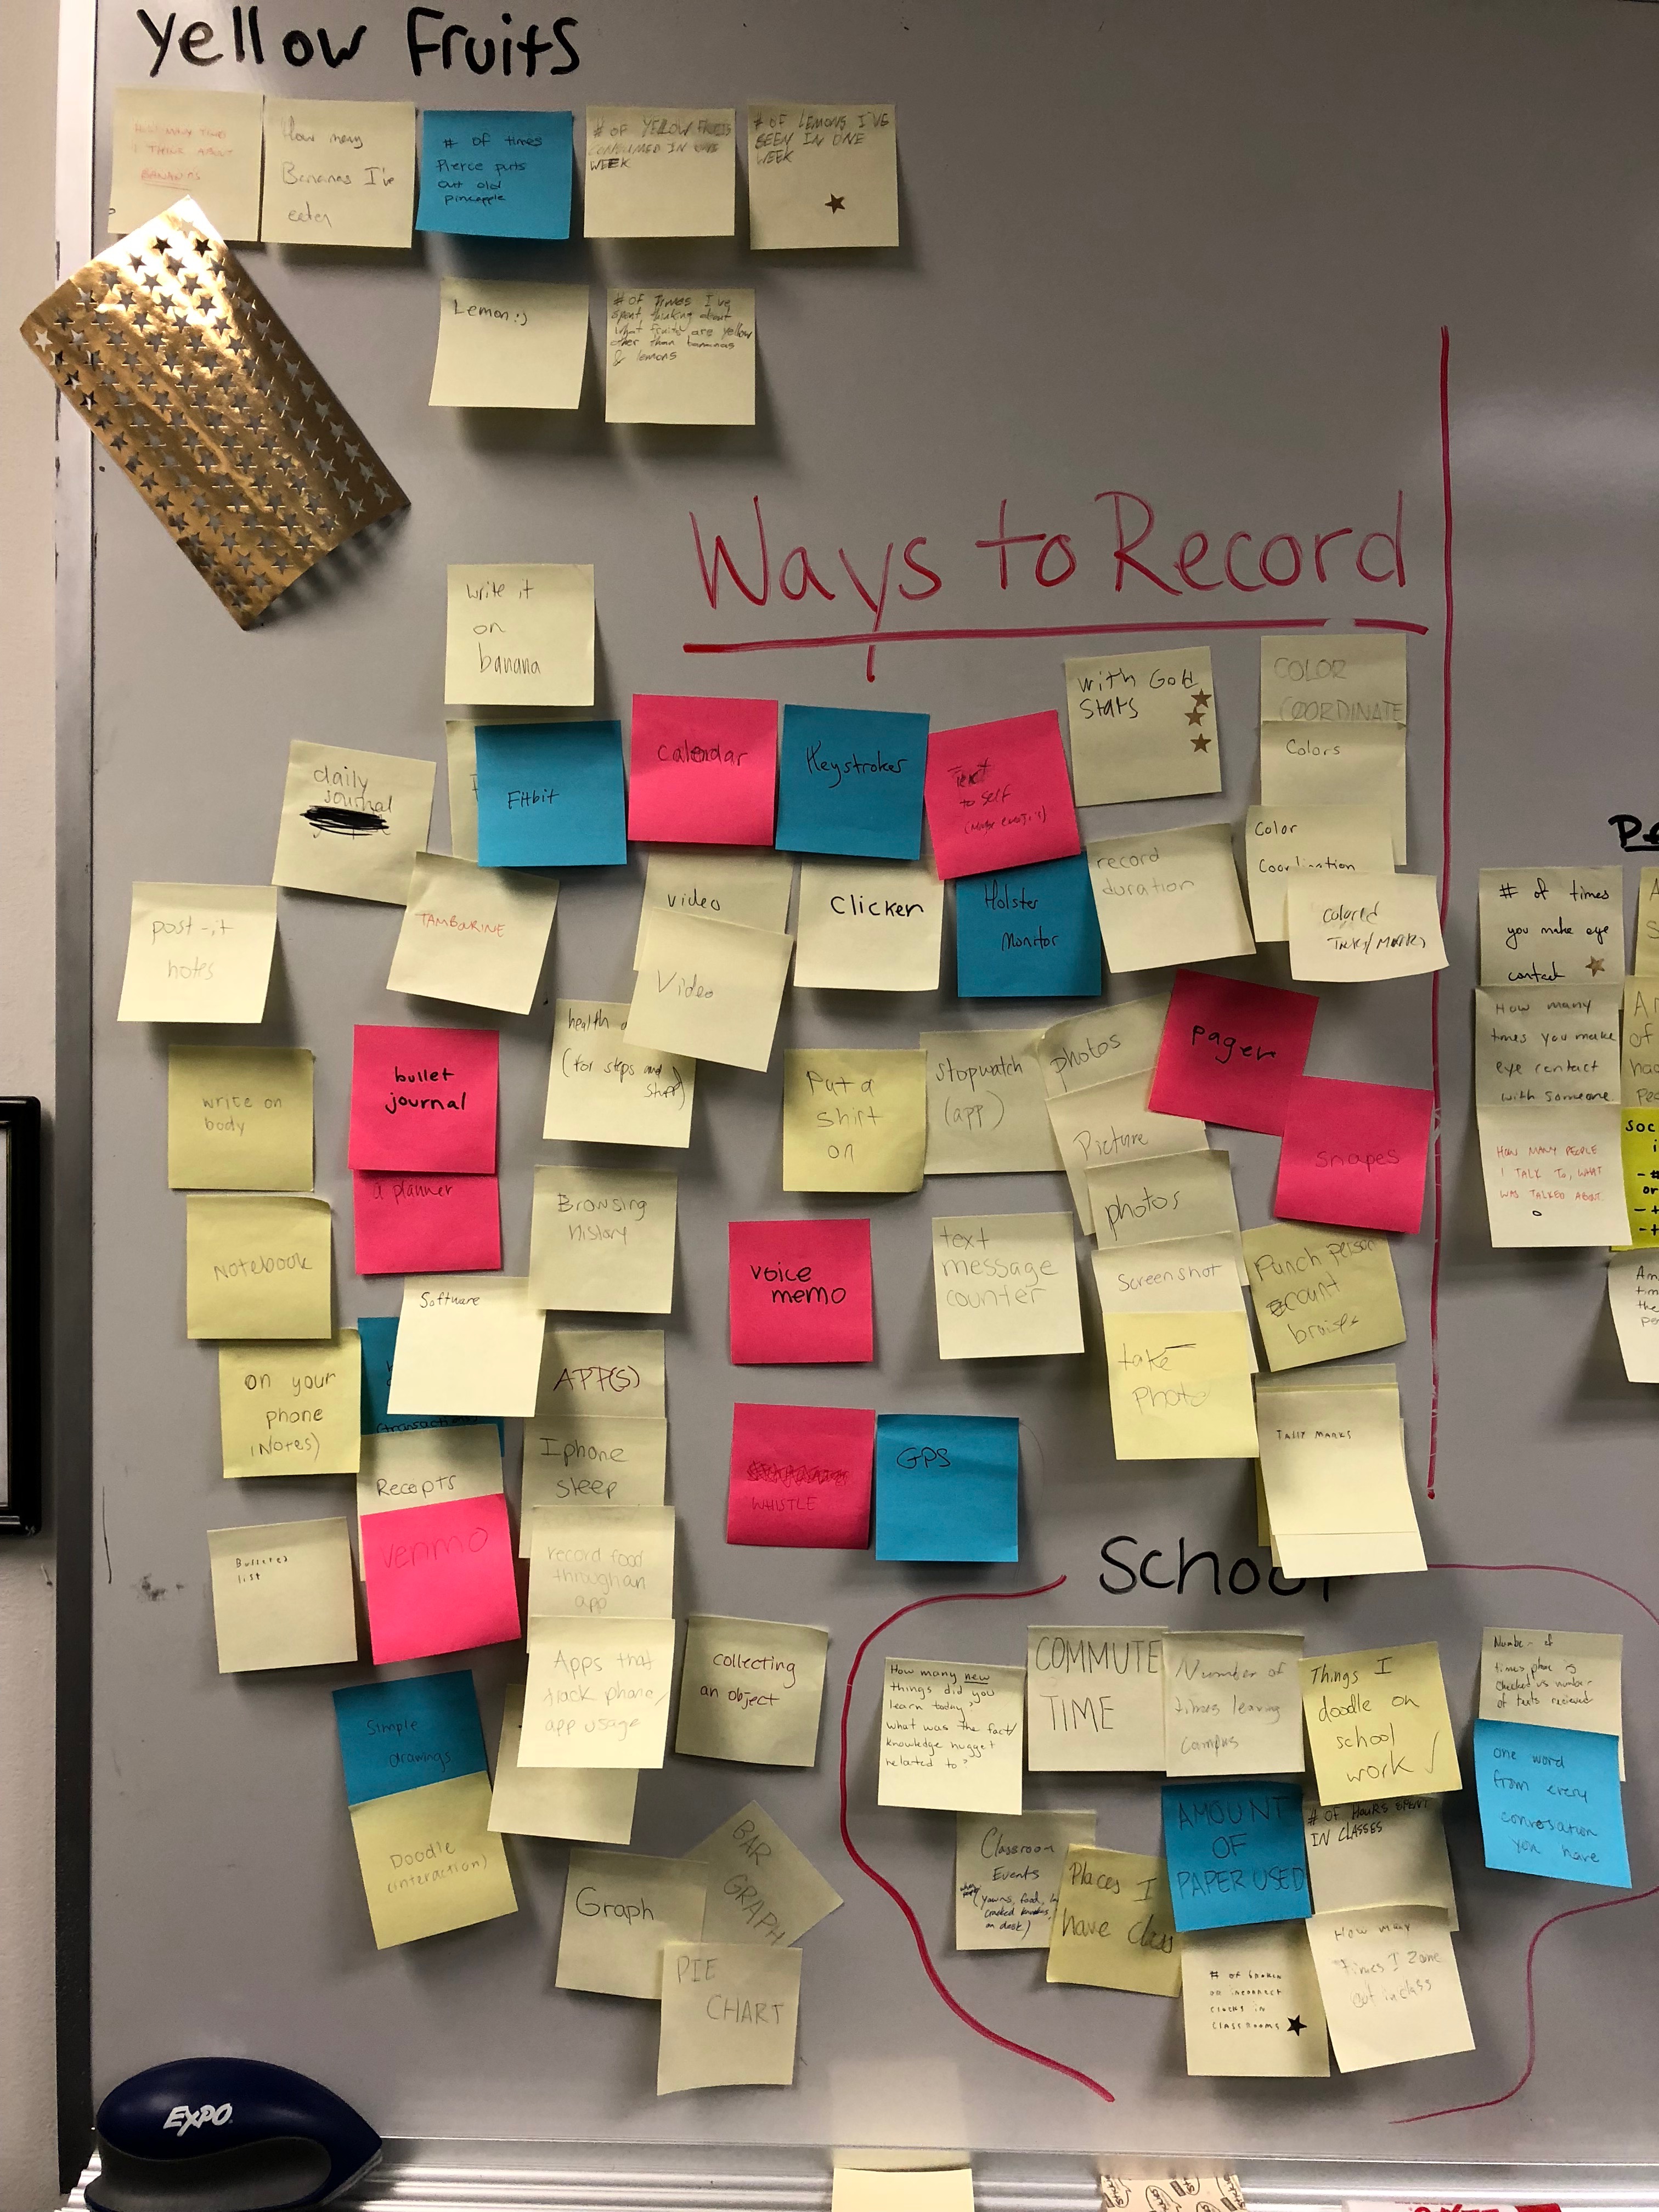 Yellow Fruits
HOW MANY TIMES
I THINK ABOUT
BANANAS
How many
Bananas I've
eaten
# of times
Pierce puts
out old
pineapple
# OF YELLOW FRUITS
CONSUMED IN ONE
WEEK
# OF LEMONS I'VE
SEEN IN ONE
WEEK
Lemon :)
# of Times I've
spent thinking about
what fruits are yellow
other than bananas
& lemons
Ways to Record
write it
on
banana
with Gold
Stars
COLOR
COORDINATE
Colors
Color
Coordination
colored
daily
journal
Fitbit
Calendar
Keystrokes
Text
to self
record
duration
post-it
notes
TAMBOURINE
video
Video
Clicker
Holster
Monitor
# of times
you make eye
contact
How many
times you make
eye contact
with someone
HOW MANY PEOPLE
I TALK TO, WHAT
WAS TALKED ABOUT
write on
body
bullet
journal
a planner
health
(for steps and
stuff)
Put a
shirt
on
stopwatch
(app)
photos
Picture
photos
Screenshot
take
photo
pager
snapes
Punch person
count
bruises
NOTEBOOK
Browsing
history
Software
voice
memo
text
message
counter
on your
phone
(Notes)
Recepts
venmo
APP(S)
Iphone
sleep
record food
through an
app
Apps that
track phone/
app usage
WHISTLE
GPS
TALLY MARKS
Bulleted
list
collecting
an object
Simple
drawings
Doodle
(interaction)
Graph
BAR
GRAPH
PIE
CHART
School
How many new
things did you
learn today,
what was the fact/
knowledge nugget
related to?
COMMUTE
TIME
Number of
times leaving
campus
Things I
doodle on
school
work
Number of
times phone is
checked vs number
of texts recieved
one word
from every
conversation
you have
Classroom
Events
(yawns, food,
cracked knuckles,
on desk)
Places I
have class
AMOUNT
OF
PAPER USED
# OF HOURS SPENT
IN CLASSES
# of broken
or incorrect
clocks in
classrooms
How many
Times I Zone
out in class
EXPO